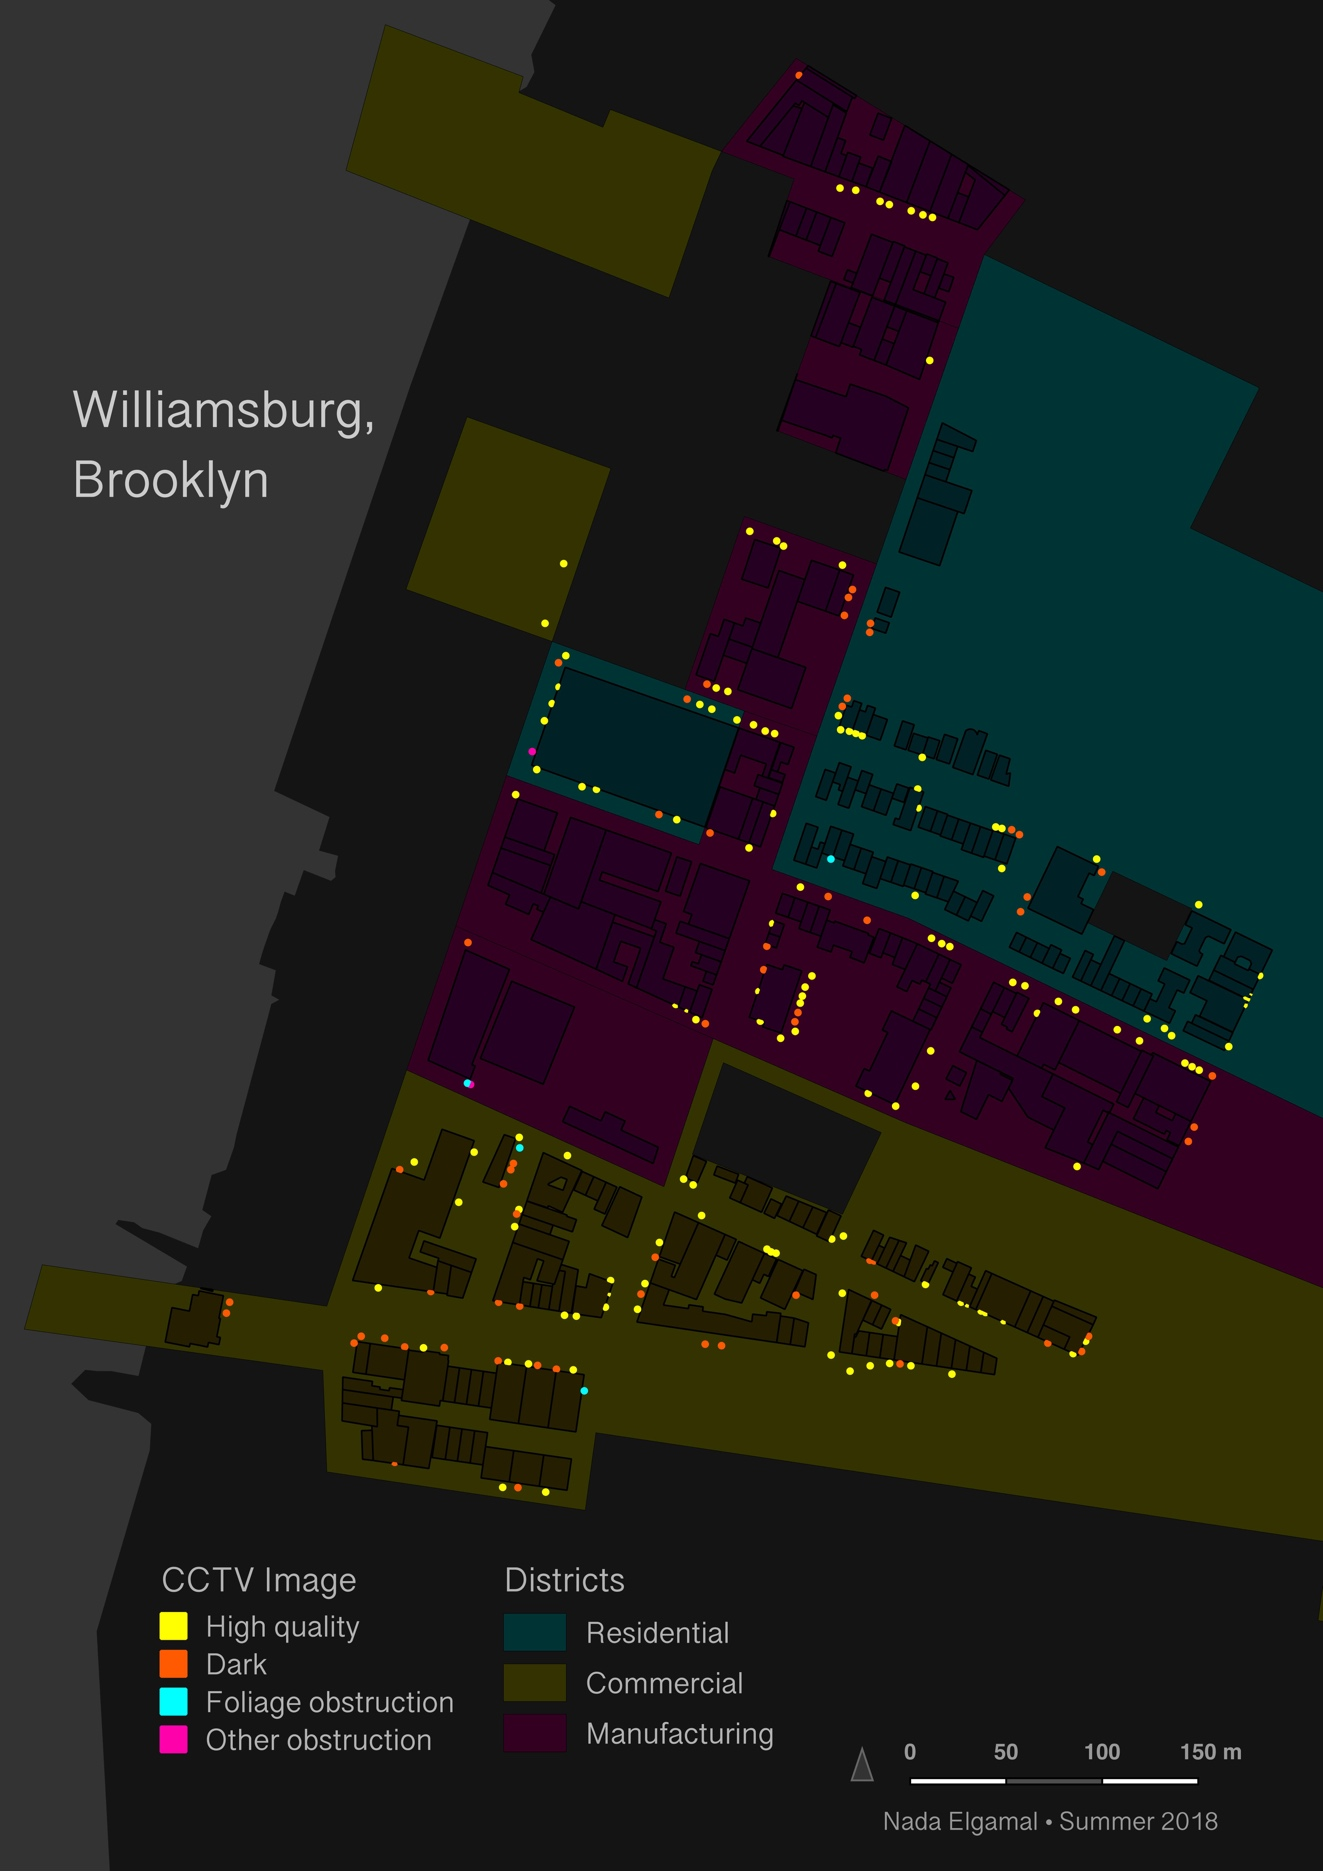 Williamsburg,
Brooklyn
CCTV Image
High quality
Dark
Foliage obstruction
Other obstruction
Districts
Residential
Commercial
Manufacturing
0 50 100 150 m
Nada Elgamal • Summer 2018